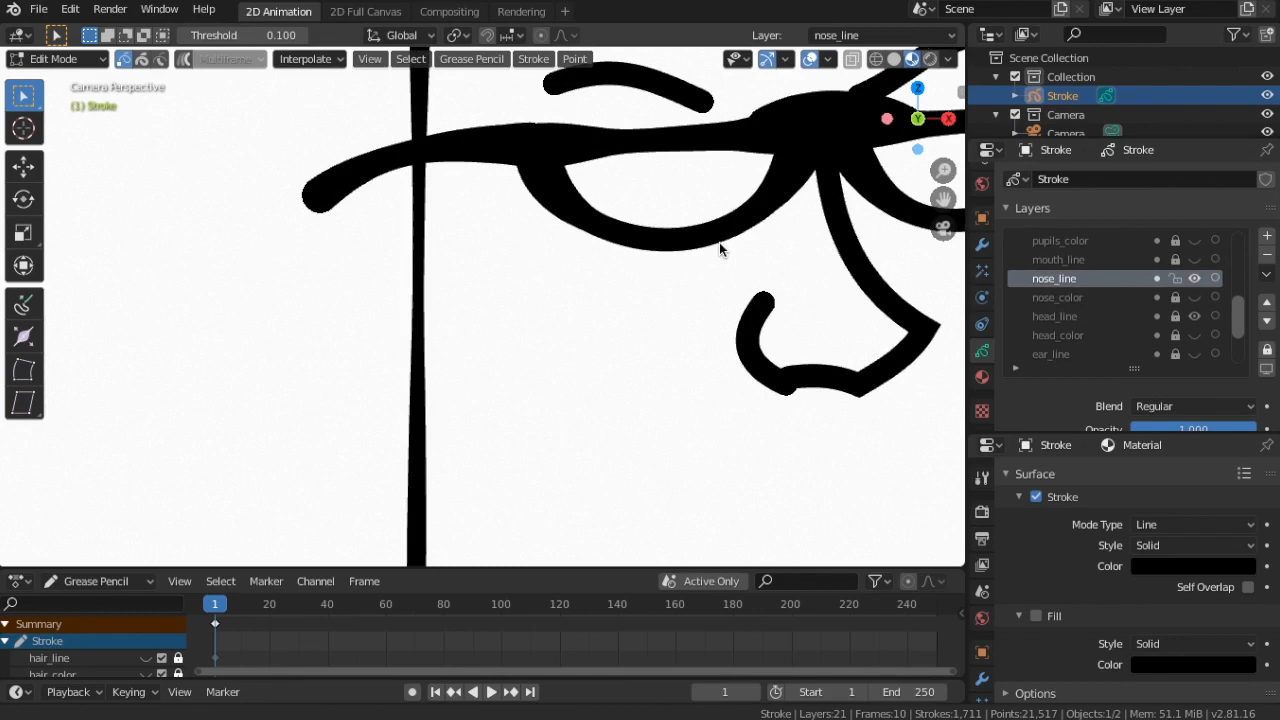 File Edit Render Window Help 2D Animation 2D Full Canvas Compositing Rendering + Scene View Layer
Threshold 0.100 Global Layer: nose_line
Edit Mode Multiframe Interpolate View Select Grease Pencil Stroke Point
Camera Perspective
(1) Stroke
Z
Y
X
Scene Collection
Collection
Stroke
Camera
Camera
Stroke Stroke
Stroke
Layers
pupils_color
mouth_line
nose_line
nose_color
head_line
head_color
ear_line
Blend Regular
Opacity 1.000
Stroke Material
Surface
Stroke
Mode Type Line
Style Solid
Color
Self Overlap
Fill
Style Solid
Color
Options
Grease Pencil View Select Marker Channel Frame Active Only
1 20 40 60 80 100 120 140 160 180 200 220 240
Summary
Stroke
hair_line
hair_color
Playback Keying View Marker 1 Start 1 End 250
Stroke | Layers:21 | Frames:10 | Strokes:1,711 | Points:21,517 | Objects:1/2 | Mem: 51.1 MiB | v2.81.16